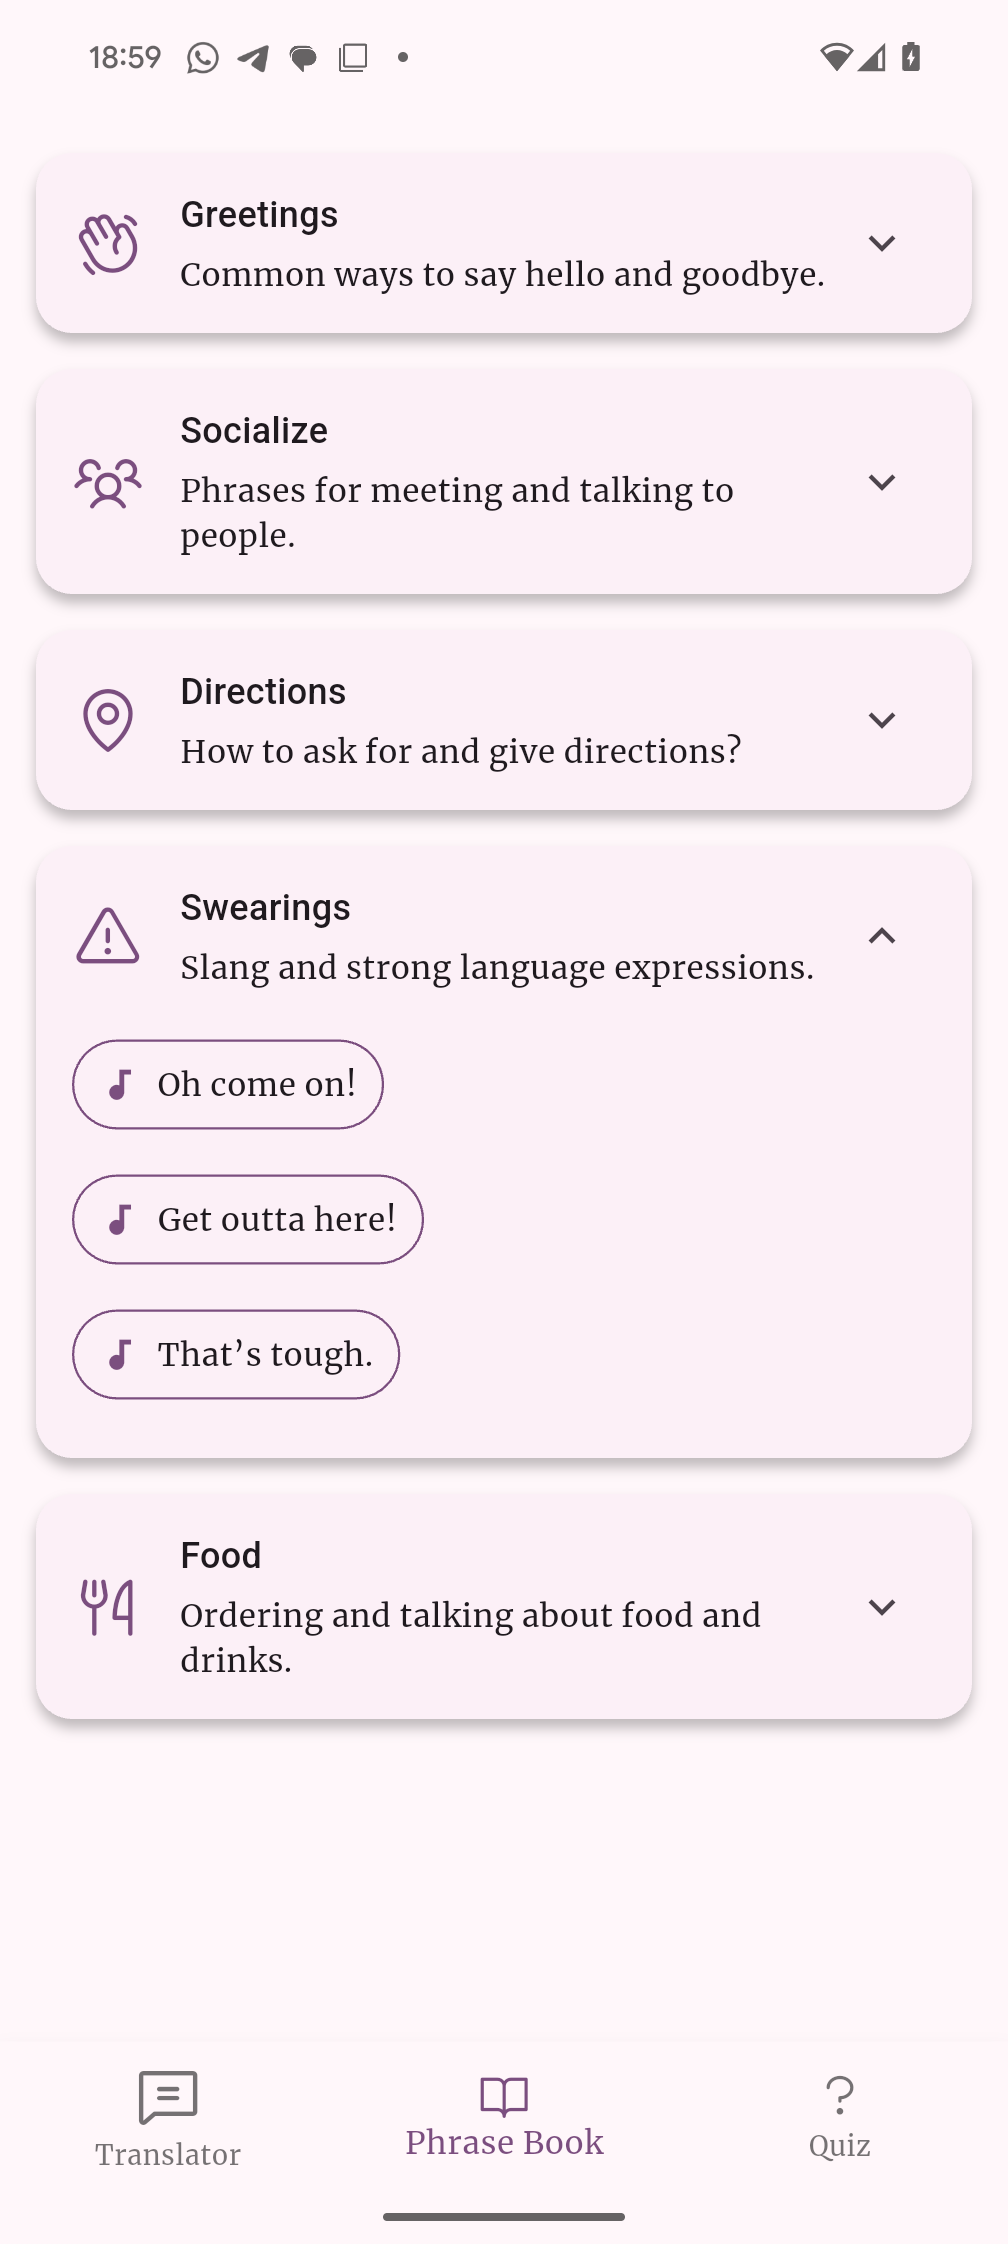 18:59
Greetings
Common ways to say hello and goodbye.
Socialize
Phrases for meeting and talking to
people.
Directions
How to ask for and give directions?
Swearings
Slang and strong language expressions.
Oh come on!
Get outta here!
That’s tough.
Food
Ordering and talking about food and
drinks.
Translator
Phrase Book
Quiz